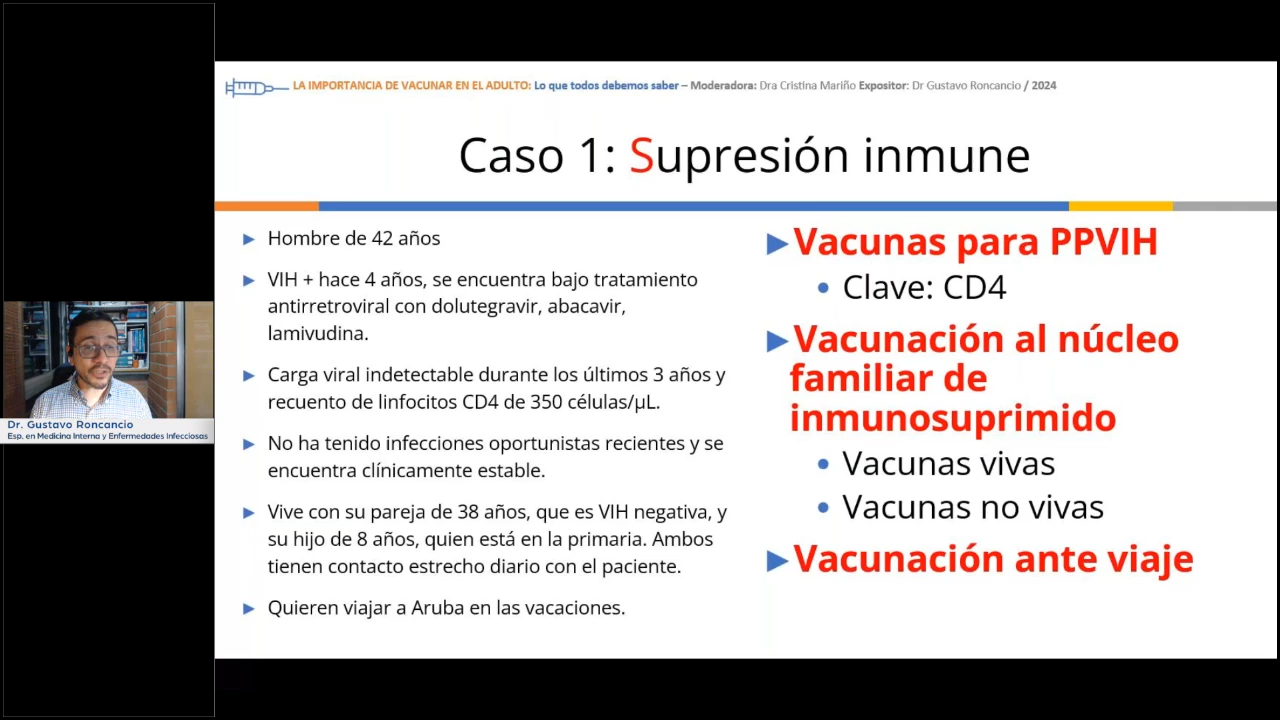 LA IMPORTANCIA DE VACUNAR EN EL ADULTO: Lo que todos debemos saber – Moderadora: Dra Cristina Mariño Expositor: Dr Gustavo Roncancio / 2024
Caso 1: Supresión inmune
Hombre de 42 años
VIH + hace 4 años, se encuentra bajo tratamiento
antirretroviral con dolutegravir, abacavir,
lamivudina.
Carga viral indetectable durante los últimos 3 años y
recuento de linfocitos CD4 de 350 células/µL.
No ha tenido infecciones oportunistas recientes y se
encuentra clínicamente estable.
Vive con su pareja de 38 años, que es VIH negativa, y
su hijo de 8 años, quien está en la primaria. Ambos
tienen contacto estrecho diario con el paciente.
Quieren viajar a Aruba en las vacaciones.
Vacunas para PPVIH
Clave: CD4
Vacunación al núcleo
familiar de
inmunosuprimido
Vacunas vivas
Vacunas no vivas
Vacunación ante viaje
Dr. Gustavo Roncancio
Esp. en Medicina Interna y Enfermedades Infecciosas